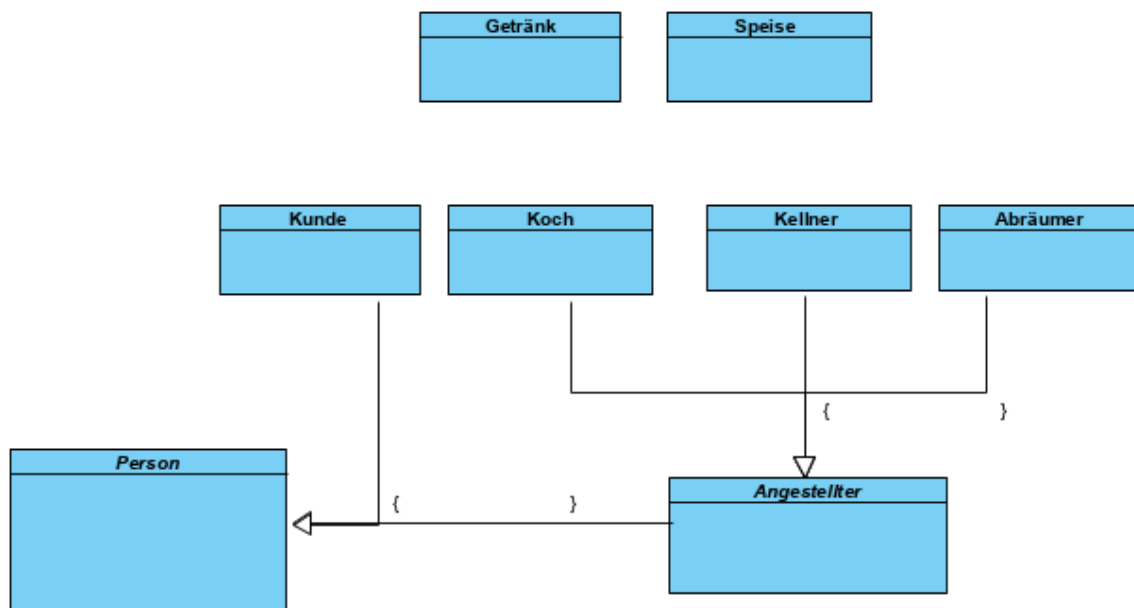 Getränk
Speise
Kunde
Koch
Kellner
Abräumer
{ }
Person
Angestellter
{ }